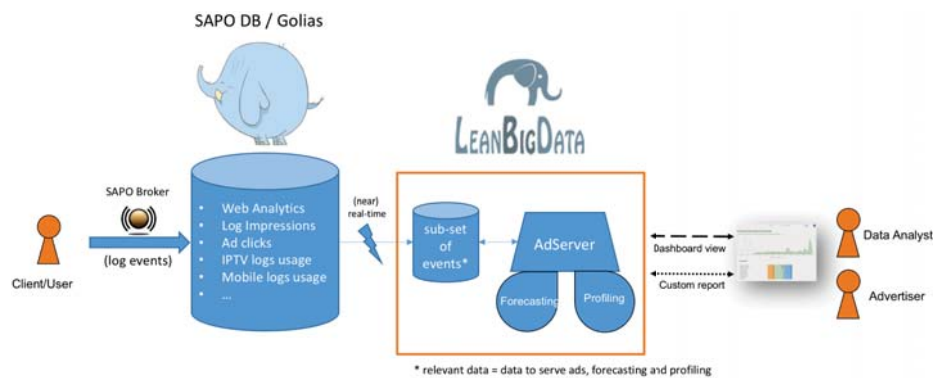 SAPO DB / Golias
LEANBIGDATA
SAPO Broker
(log events)
Client/User
• Web Analytics
• Log Impressions
• Ad clicks
• IPTV logs usage
• Mobile logs usage
• ...
(near)
real-time
sub-set
of
events*
AdServer
Forecasting
Profiling
Dashboard view
Custom report
Data Analyst
Advertiser
* relevant data = data to serve ads, forecasting and profiling